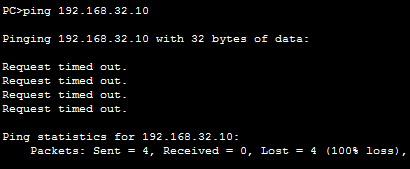 PC>ping 192.168.32.10
Pinging 192.168.32.10 with 32 bytes of data:
Request timed out.
Request timed out.
Request timed out.
Request timed out.
Ping statistics for 192.168.32.10:
Packets: Sent = 4, Received = 0, Lost = 4 (100% loss),